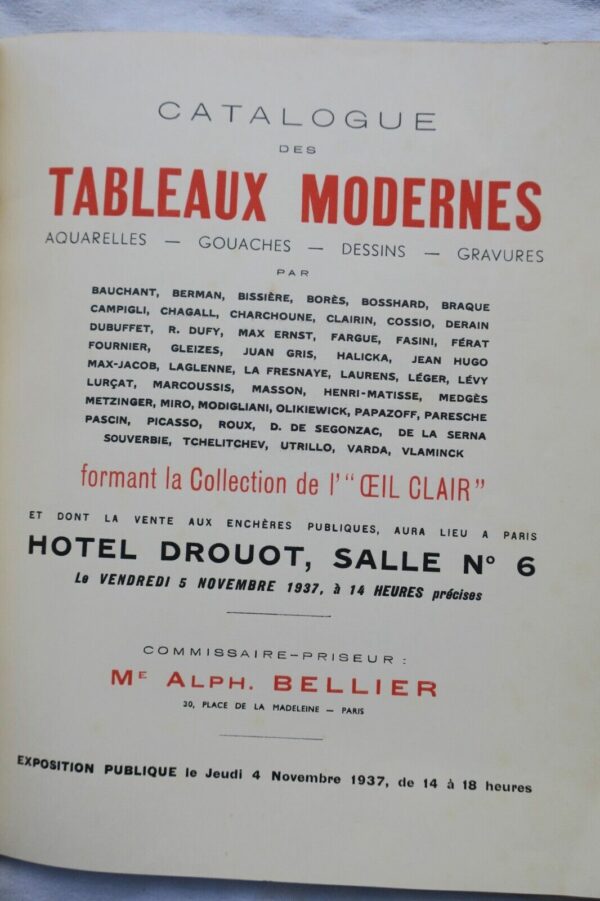 CATALOGUE
DES
TABLEAUX MODERNES
AQUARELLES — GOUACHES — DESSINS — GRAVURES
PAR
BAUCHANT, BERMAN, BISSIÈRE, BORÈS, BOSSHARD, BRAQUE
CAMPIGLI, CHAGALL, CHARCHOUNE, CLAIRIN, COSSIO, DERAIN
DUBUFFET, R. DUFY, MAX ERNST, FARGUE, FASINI, FÉRAT
FOURNIER, GLEIZES, JUAN GRIS, HALICKA, JEAN HUGO
MAX-JACOB, LAGLENNE, LA FRESNAYE, LAURENS, LÉGER, LÉVY
LURÇAT, MARCOUSSIS, MASSON, HENRI-MATISSE, MEDGÈS
METZINGER, MIRO, MODIGLIANI, OLIKIEWICK, PAPAZOFF, PARESCHE
PASCIN, PICASSO, ROUX, D. DE SEGONZAC, DE LA SERNA
SOUVERBIE, TCHELITCHEV, UTRILLO, VARDA, VLAMINCK
formant la Collection de l'"ŒIL CLAIR"
ET DONT LA VENTE AUX ENCHÈRES PUBLIQUES, AURA LIEU A PARIS
HOTEL DROUOT, SALLE N° 6
Le VENDREDI 5 NOVEMBRE 1937, à 14 HEURES précises
COMMISSAIRE-PRISEUR :
ME ALPH. BELLIER
30, PLACE DE LA MADELEINE — PARIS
EXPOSITION PUBLIQUE le Jeudi 4 Novembre 1937, de 14 à 18 heures